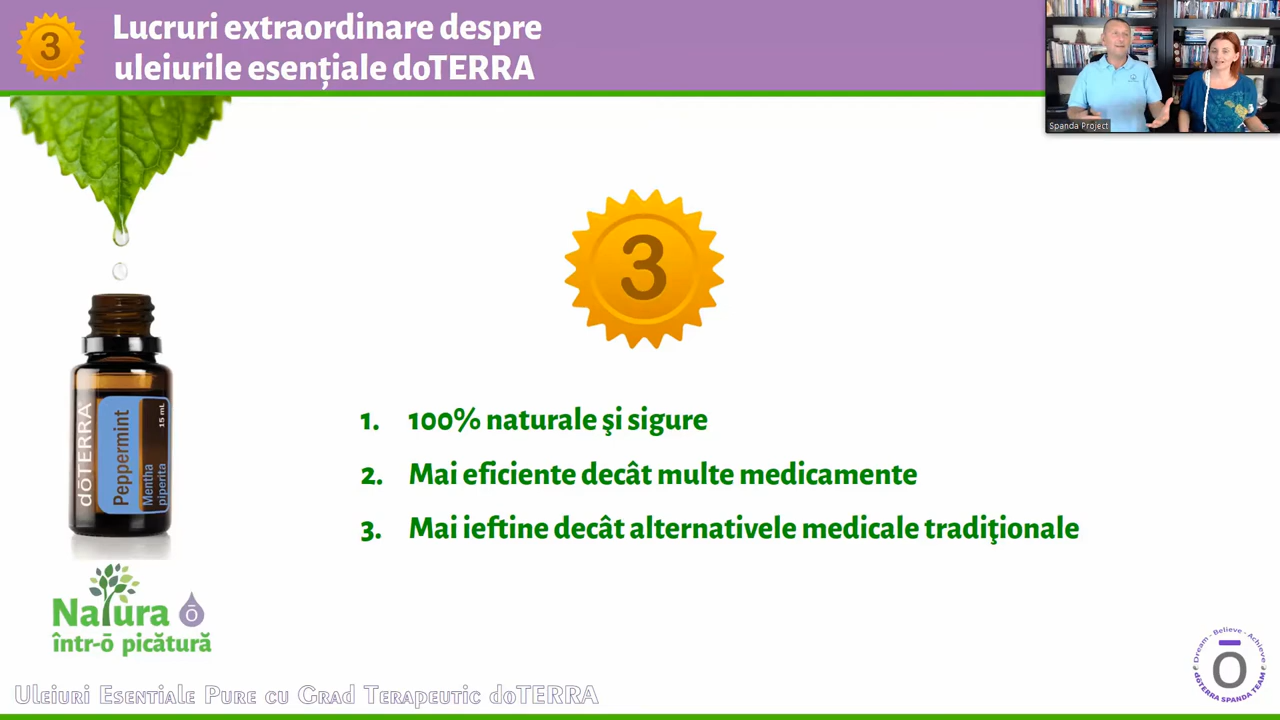 3
Lucruri extraordinare despre
uleiurile esențiale doTERRA
Spanda Project
3
1. 100% naturale şi sigure
2. Mai eficiente decât multe medicamente
3. Mai ieftine decât alternativele medicale tradiţionale
dōTERRA
Peppermint
Mentha
piperita
15 mL
Natura ō
într-ō picătură
Uleiuri Esentiale Pure cu Grad Terapeutic doTERRA
Dream - Believe - Achieve
Ō
dōTERRA SPANDA TEAM